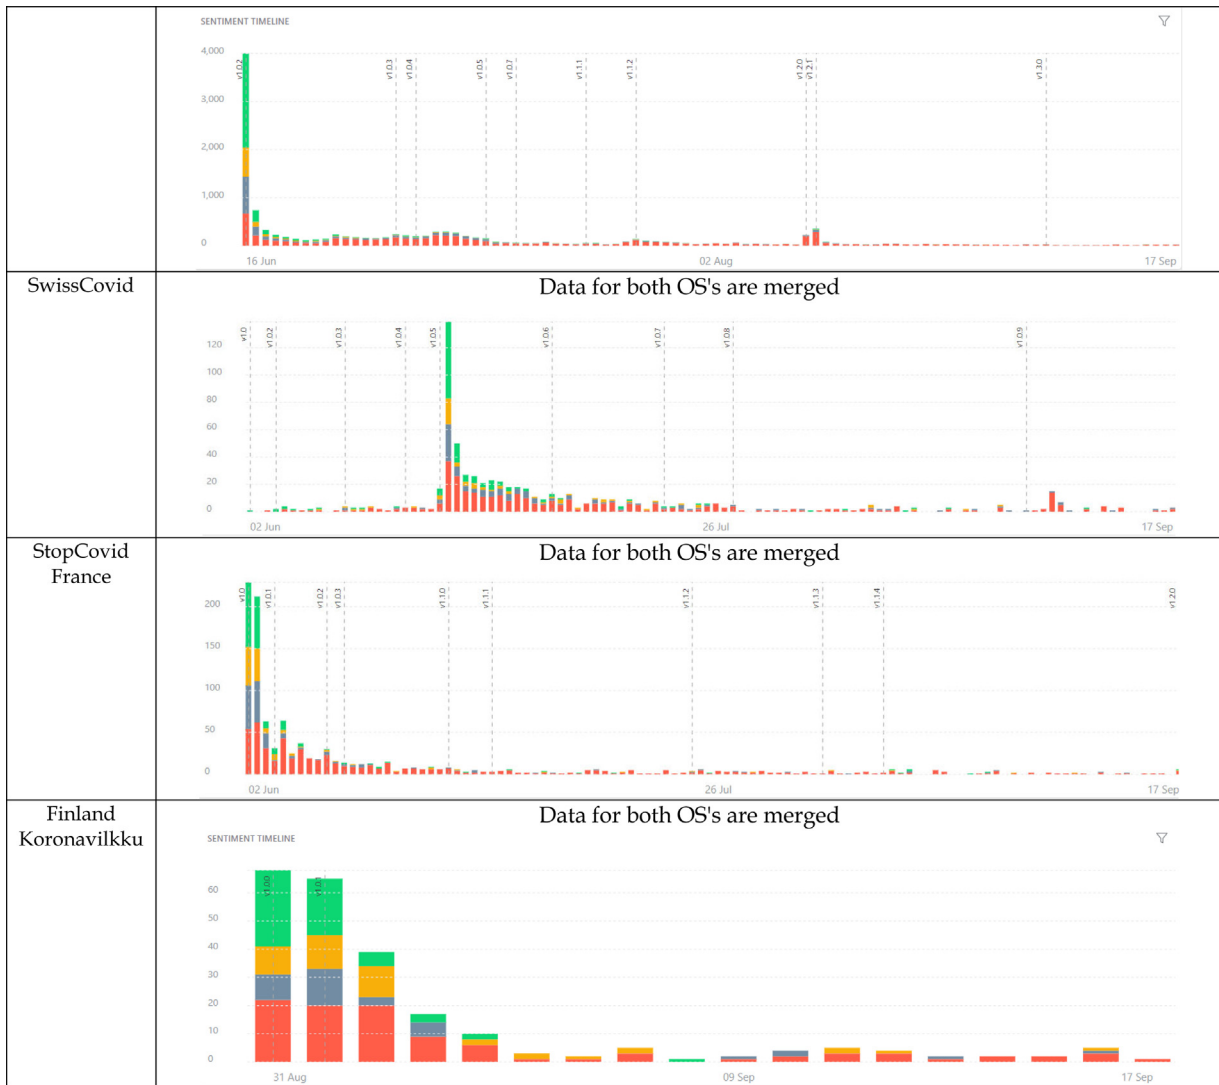 SENTIMENT TIMELINE
4,000
3,000
2,000
1,000
0
v1.0.2
v1.0.3
v1.0.4
v1.0.5
v1.0.7
v1.1.1
v1.1.2
v1.2.0
v1.2.1
v1.3.0
16 Jun
02 Aug
17 Sep
SwissCovid
Data for both OS's are merged
120
100
80
60
40
20
0
v1.0
v1.0.2
v1.0.3
v1.0.4
v1.0.5
v1.0.6
v1.0.7
v1.0.8
v1.0.9
02 Jun
26 Jul
17 Sep
StopCovid
France
Data for both OS's are merged
200
150
100
50
0
v1.0
v1.0.1
v1.0.2
v1.0.3
v1.1.0
v1.1.1
v1.1.2
v1.1.3
v1.1.4
v1.2.0
02 Jun
26 Jul
17 Sep
Finland
Koronavilkku
Data for both OS's are merged
SENTIMENT TIMELINE
60
50
40
30
20
10
0
v1.0.0
v1.0.1
31 Aug
09 Sep
17 Sep